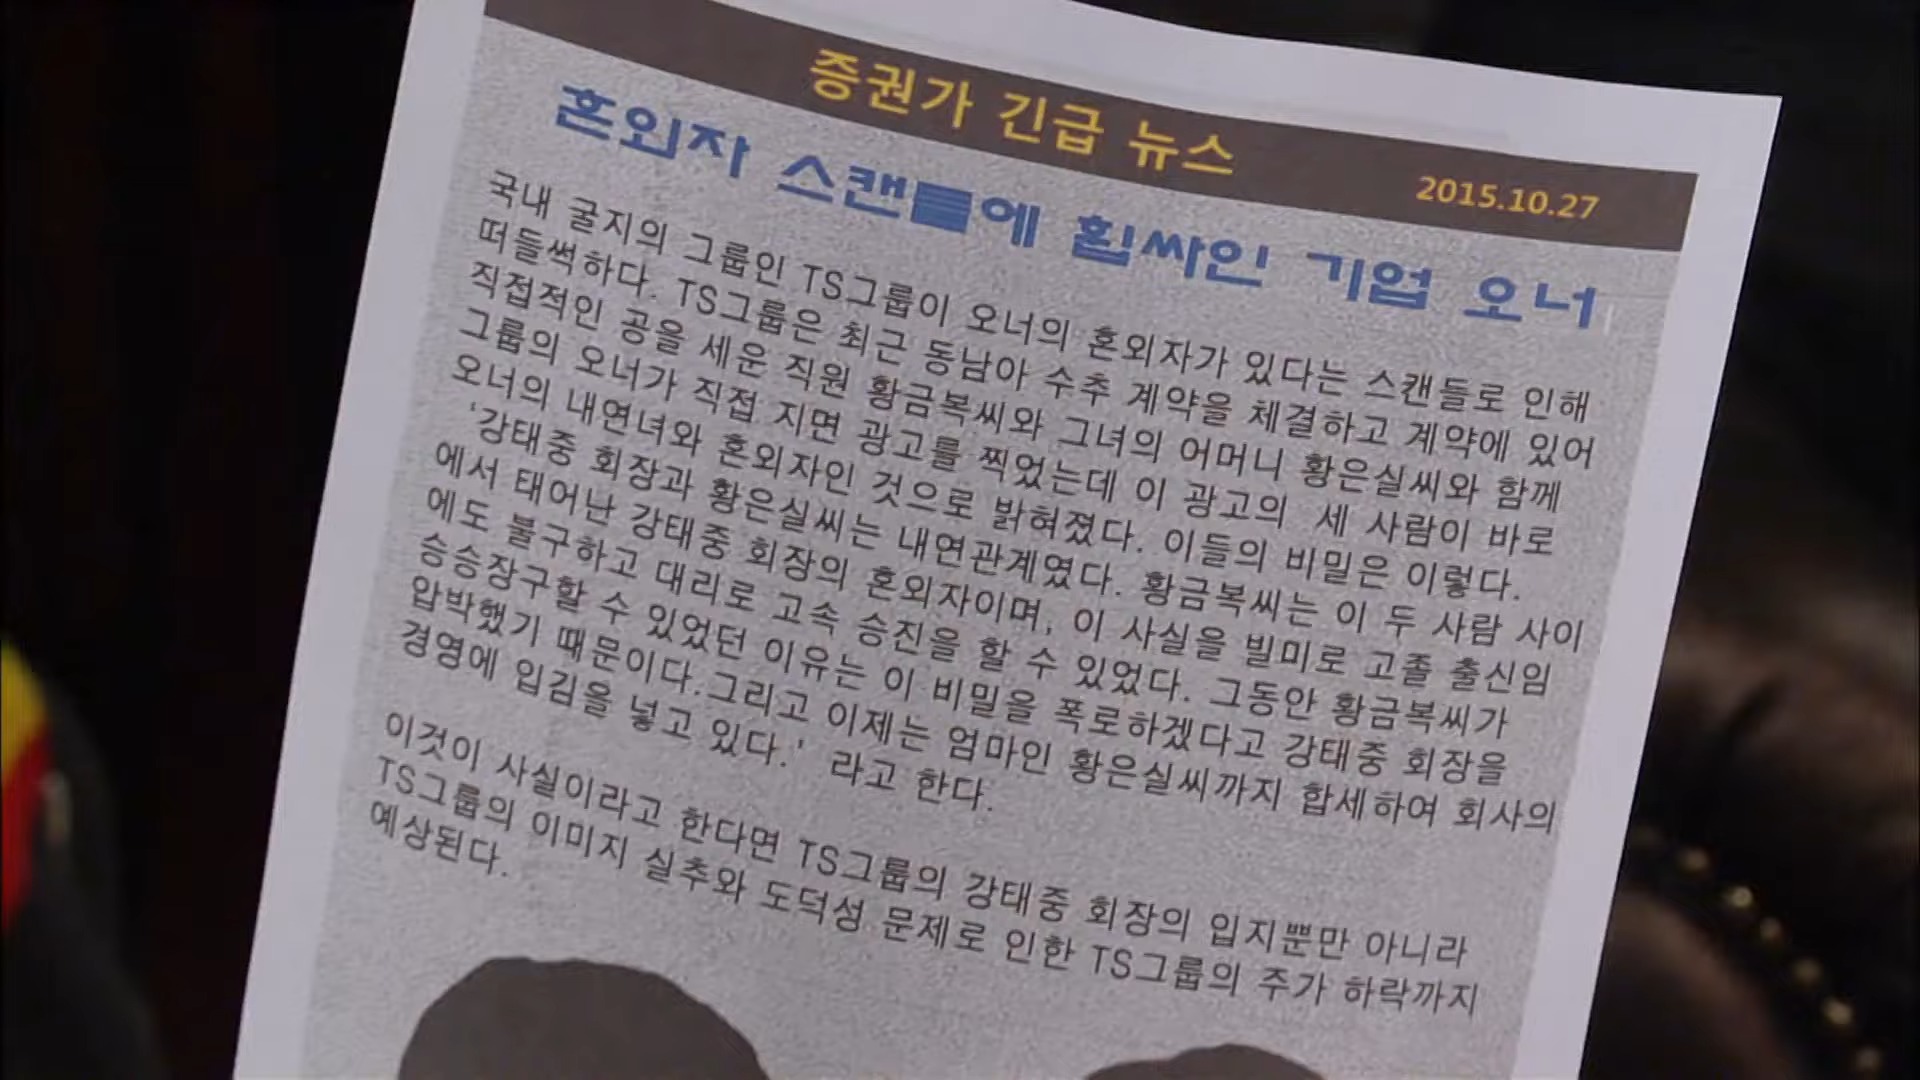 증권가 긴급 뉴스
2015.10.27
혼외자 스캔들에 휩싸인 기업 오너
국내 굴지의 그룹인 TS그룹이 오너의 혼외자가 있다는 스캔들로 인해
떠들썩하다. TS그룹은 최근 동남아 수추 계약을 체결하고 계약에 있어
직접적인 공을 세운 직원 황금복씨와 그녀의 어머니 황은실씨와 함께
그룹의 오너가 직접 지면 광고를 찍었는데 이 광고의 세 사람이 바로
오너의 내연녀와 혼외자인 것으로 밝혀졌다. 이들의 비밀은 이렇다.
'강태중 회장과 황은실씨는 내연관계였다. 황금복씨는 이 두 사람 사이
에서 태어난 강태중 회장의 혼외자이며, 이 사실을 빌미로 고졸 출신임
에도 불구하고 대리로 고속 승진을 할 수 있었다. 그동안 황금복씨가
승승장구할 수 있었던 이유는 이 비밀을 폭로하겠다고 강태중 회장을
압박했기 때문이다.그리고 이제는 엄마인 황은실씨까지 합세하여 회사의
경영에 입김을 넣고 있다.' 라고 한다.
이것이 사실이라고 한다면 TS그룹의 강태중 회장의 입지뿐만 아니라
TS그룹의 이미지 실추와 도덕성 문제로 인한 TS그룹의 주가 하락까지
예상된다.